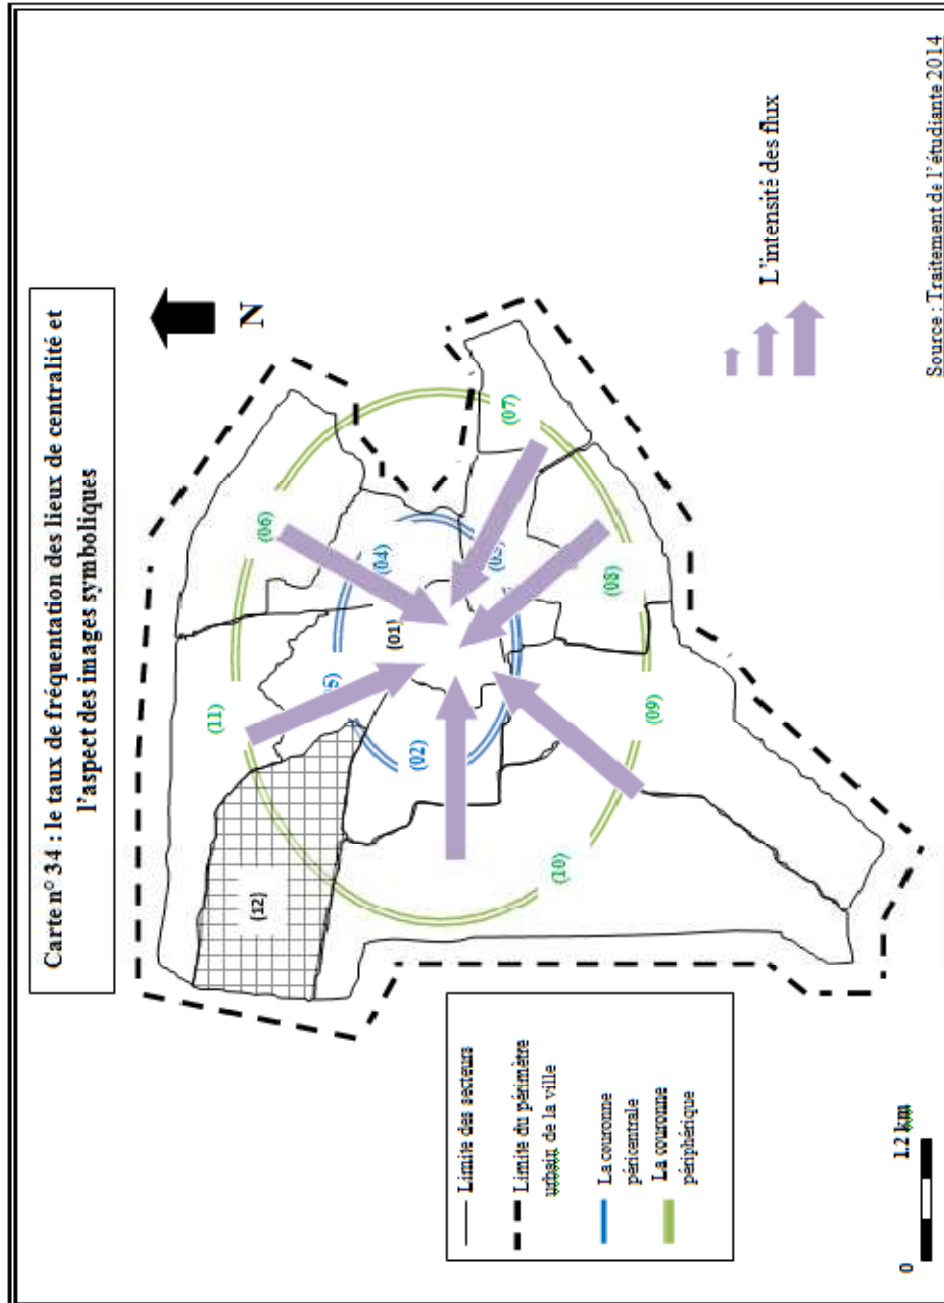 Carte n° 34 : le taux de fréquentation des lieux de centralité et
l'aspect des images symboliques
N
(06)
(07)
(04)
(11)
(01)
(08)
(02)
(09)
(12)
(10)
L'intensité des flux
Limite des secteurs
Limite du périmètre
urbain de la ville
La couronne
péricentrale
La couronne
périphérique
0
1.2 km
Source : Traitement de l'étudiante 2014